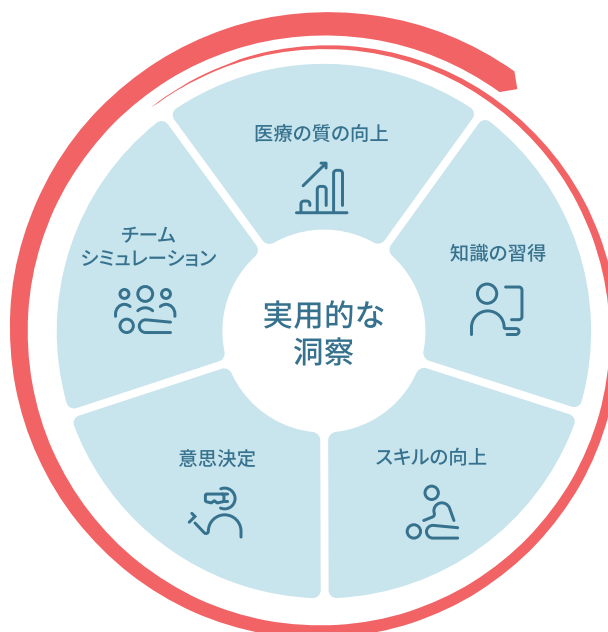 医療の質の向上
チーム
シミュレーション
知識の習得
実用的な
洞察
意思決定
スキルの向上